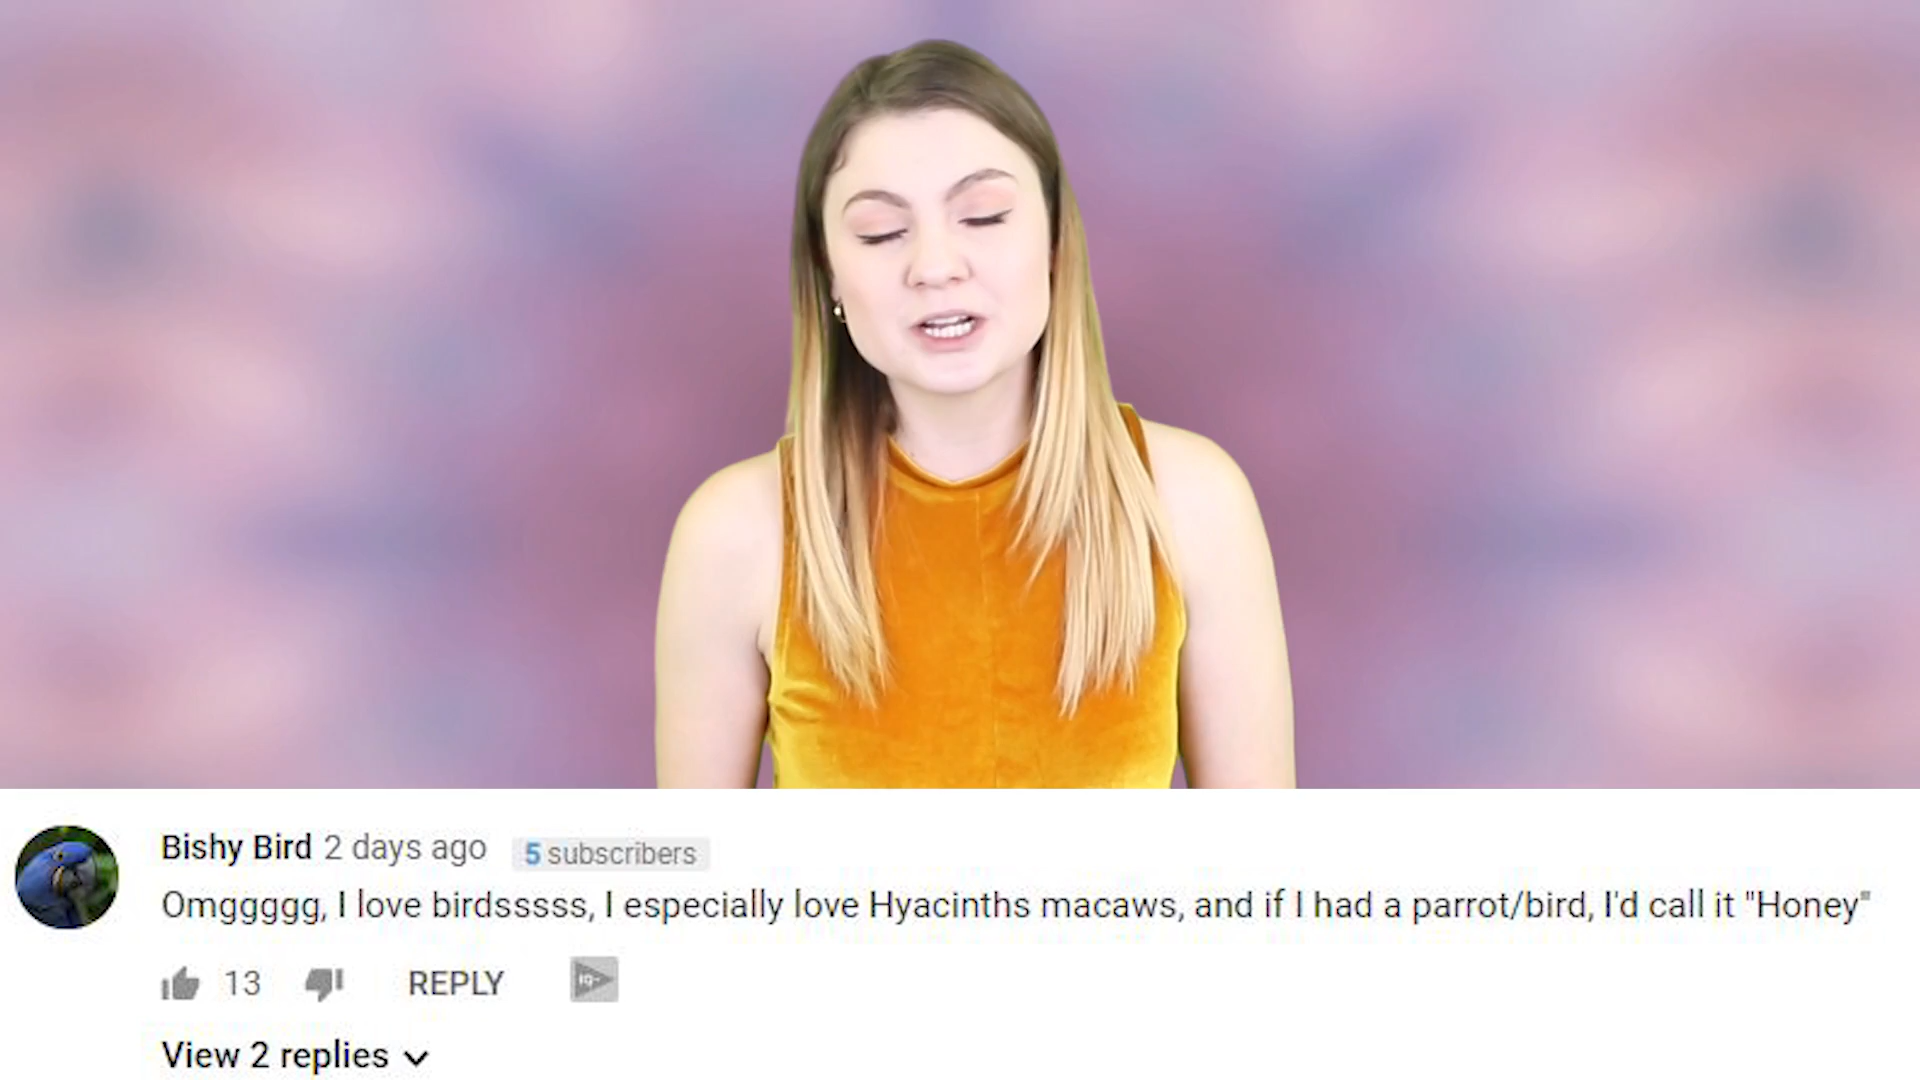 Bishy Bird 2 days ago 5 subscribers
Omggggg, I love birdsssss, I especially love Hyacinths macaws, and if I had a parrot/bird, I'd call it "Honey"
13 REPLY
View 2 replies